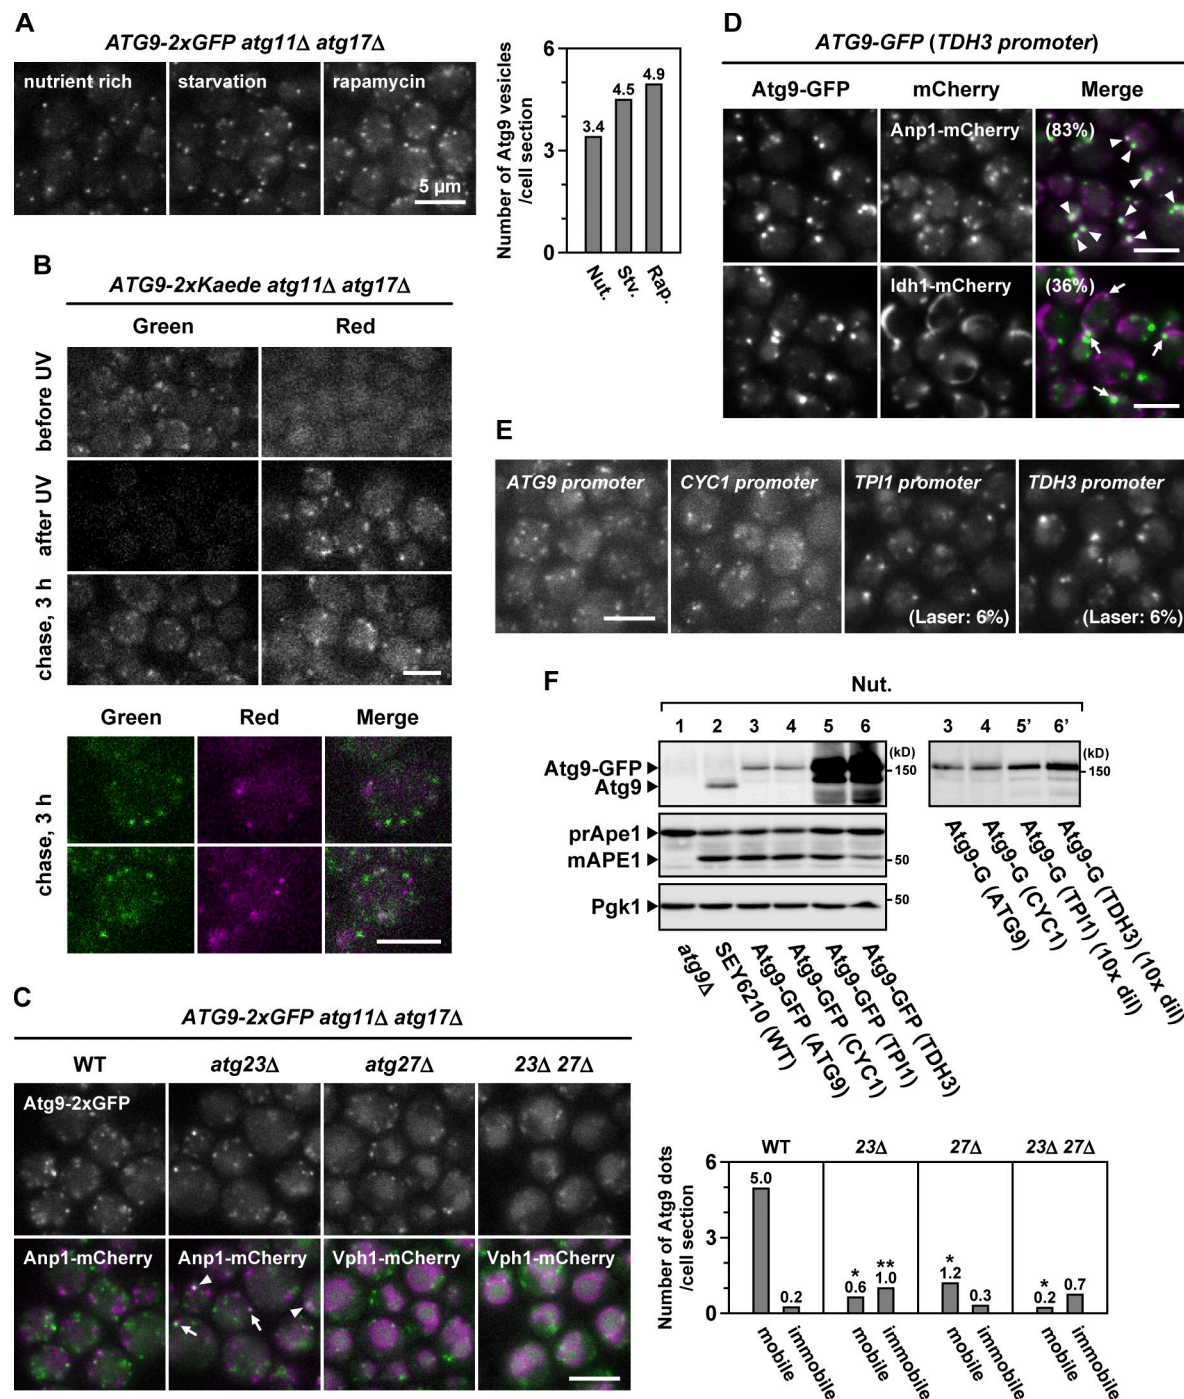 A
ATG9-2xGFP atg11Δ atg17Δ
nutrient rich
starvation
rapamycin
5 µm
Number of Atg9 vesicles
/cell section
6
3
0
3.4
4.5
4.9
Nut.
Stv.
Rap.
B
ATG9-2xKaede atg11Δ atg17Δ
Green
Red
before UV
after UV
chase, 3 h
Green
Red
Merge
chase, 3 h
C
ATG9-2xGFP atg11Δ atg17Δ
WT
atg23Δ
atg27Δ
23Δ 27Δ
Atg9-2xGFP
Anp1-mCherry
Anp1-mCherry
Vph1-mCherry
Vph1-mCherry
Number of Atg9 dots
/cell section
WT
23Δ
27Δ
23Δ 27Δ
6
3
0
5.0
0.2
*
0.6
**
1.0
*
1.2
0.3
*
0.2
0.7
mobile
immobile
mobile
immobile
mobile
immobile
mobile
immobile
D
ATG9-GFP (TDH3 promoter)
Atg9-GFP
mCherry
Merge
Anp1-mCherry
(83%)
Idh1-mCherry
(36%)
E
ATG9 promoter
CYC1 promoter
TPI1 promoter
TDH3 promoter
(Laser: 6%)
(Laser: 6%)
F
Nut.
1 2 3 4 5 6
3 4 5’ 6’
(kD)
150
(kD)
150
Atg9-GFP
Atg9
prApe1
mAPE1
50
Pgk1
50
atg9Δ
SEY6210 (WT)
Atg9-GFP (ATG9)
Atg9-GFP (CYC1)
Atg9-GFP (TPI1)
Atg9-GFP (TDH3)
Atg9-G (ATG9)
Atg9-G (CYC1)
Atg9-G (TPI1) (10x dil)
Atg9-G (TDH3) (10x dil)